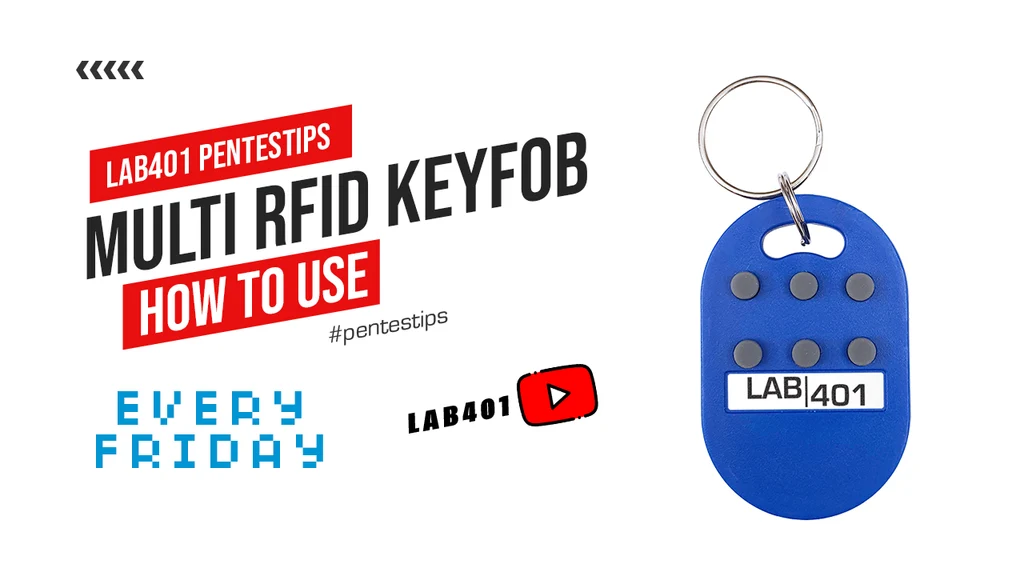 LAB401 PENTESTIPS
MULTI RFID KEYFOB
HOW TO USE
#pentestips
EVERY
FRIDAY
LAB401
LAB|401